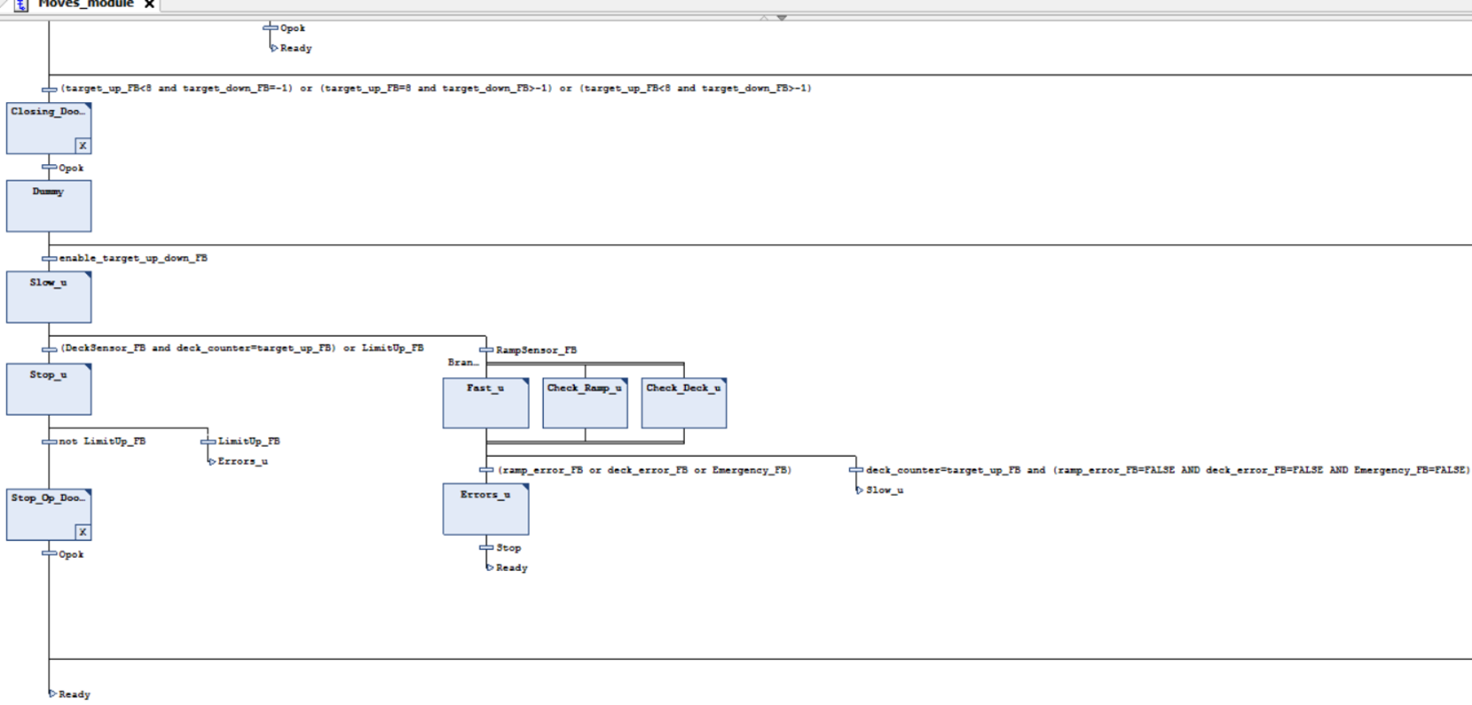 Moves_module
Opok
Ready
(target_up_FB<8 and target_down_FB=-1) or (target_up_FB=8 and target_down_FB>-1) or (target_up_FB<8 and target_down_FB>-1)
Closing_Doo…
X
Opok
Dummy
enable_target_up_down_FB
Slow_u
(DeckSensor_FB and deck_counter=target_up_FB) or LimitUp_FB
RampSensor_FB
Bran…
Stop_u
Fast_u
Check_Ramp_u
Check_Deck_u
not LimitUp_FB
LimitUp_FB
Errors_u
(ramp_error_FB or deck_error_FB or Emergency_FB)
deck_counter=target_up_FB and (ramp_error_FB=FALSE AND deck_error_FB=FALSE AND Emergency_FB=FALSE)
Slow_u
Stop_Op_Doo…
X
Errors_u
Opok
Stop
Ready
Ready